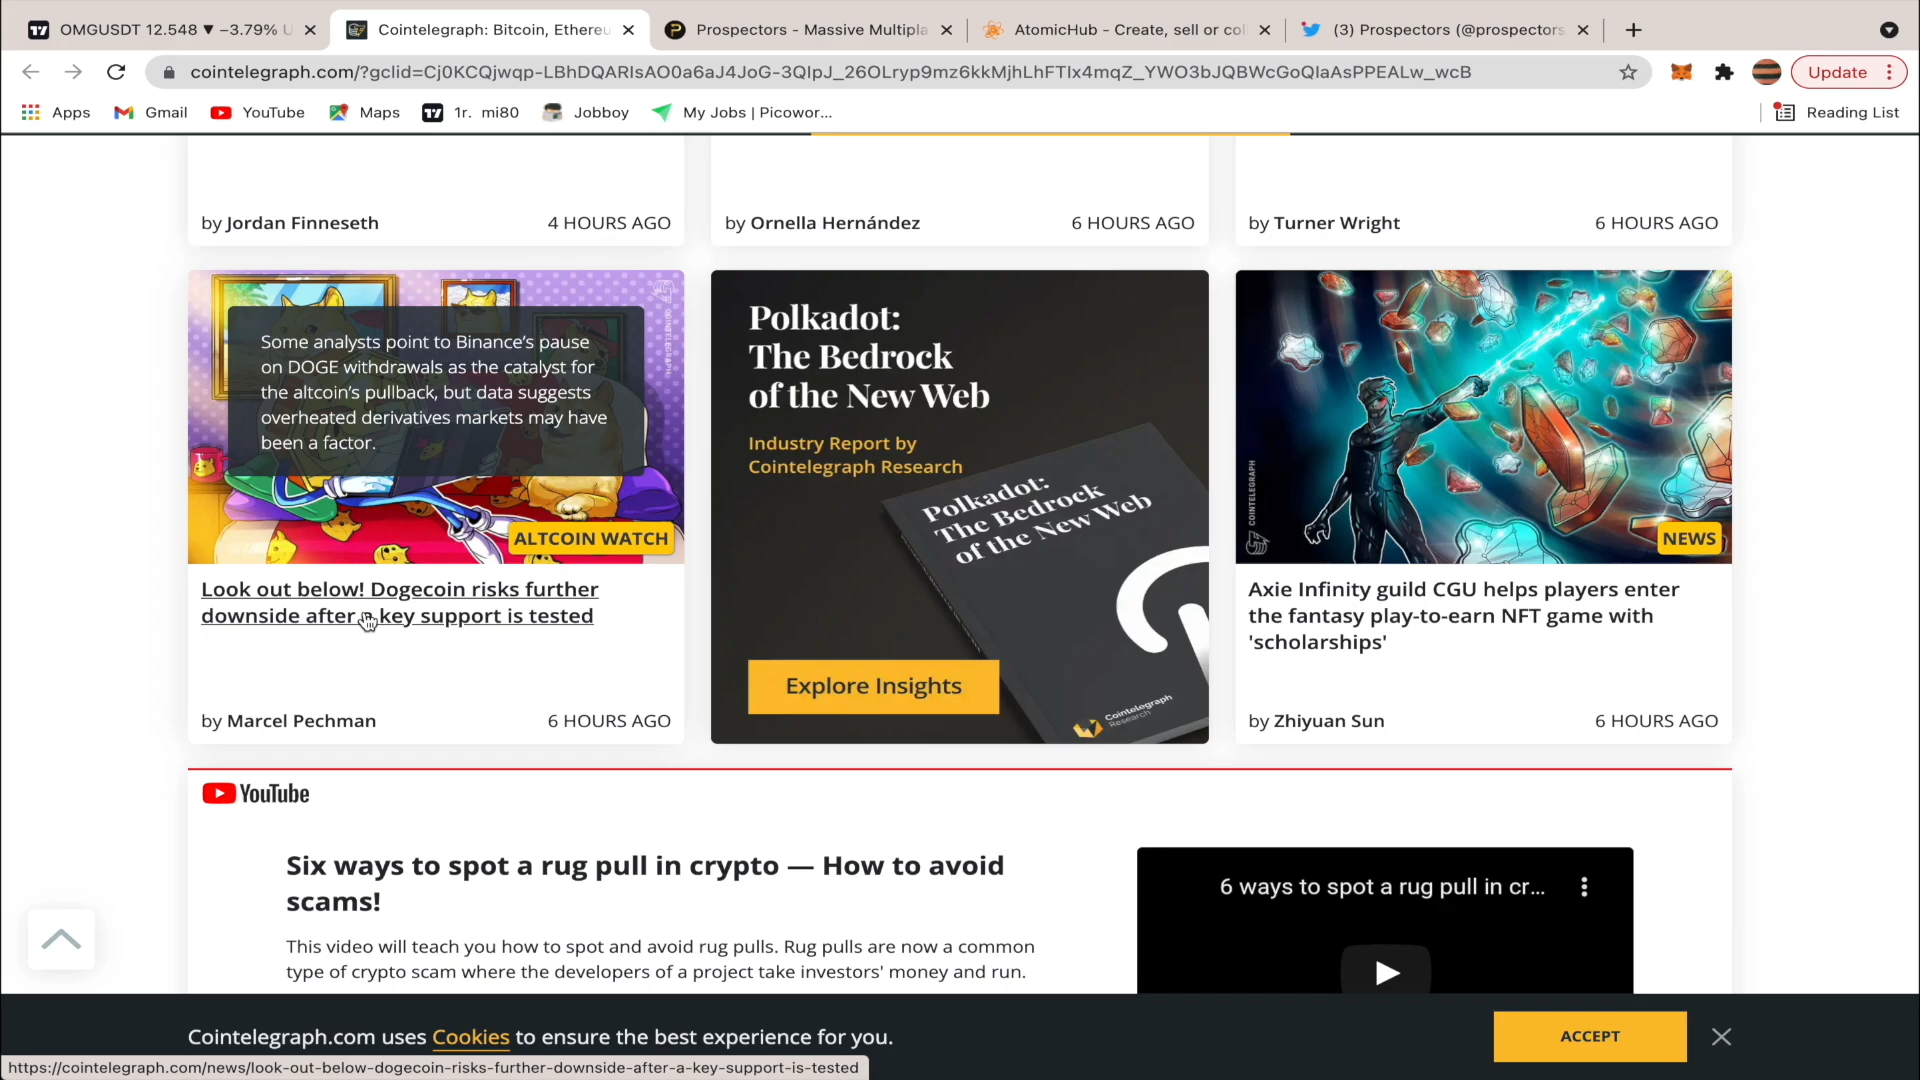 OMGUSDT 12.548 ▼ −3.79% U
Cointelegraph: Bitcoin, Ethereu
Prospectors - Massive Multipla
AtomicHub - Create, sell or col
(3) Prospectors (@prospectors
cointelegraph.com/?gclid=Cj0KCQjwqp-LBhDQARIsAO0a6aJ4JoG-3QIpJ_26OLryp9mz6kkMjhLhFTIx4mqZ_YWO3bJQBWcGoQIaAsPPEALw_wcB
Update
Apps
Gmail
YouTube
Maps
1r. mi80
Jobboy
My Jobs | Picowor...
Reading List
by Jordan Finneseth
4 HOURS AGO
by Ornella Hernández
6 HOURS AGO
by Turner Wright
6 HOURS AGO
COINTELEGRAPH
Some analysts point to Binance’s pause
on DOGE withdrawals as the catalyst for
the altcoin’s pullback, but data suggests
overheated derivatives markets may have
been a factor.
ALTCOIN WATCH
Look out below! Dogecoin risks further
downside after a key support is tested
by Marcel Pechman
6 HOURS AGO
Polkadot:
The Bedrock
of the New Web
Industry Report by
Cointelegraph Research
Polkadot:
The Bedrock
of the New Web
Cointelegraph
Research
Explore Insights
COINTELEGRAPH
NEWS
Axie Infinity guild CGU helps players enter
the fantasy play-to-earn NFT game with
'scholarships'
by Zhiyuan Sun
6 HOURS AGO
YouTube
Six ways to spot a rug pull in crypto — How to avoid
scams!
This video will teach you how to spot and avoid rug pulls. Rug pulls are now a common
type of crypto scam where the developers of a project take investors' money and run.
6 ways to spot a rug pull in cr...
Cointelegraph.com uses Cookies to ensure the best experience for you.
ACCEPT
https://cointelegraph.com/news/look-out-below-dogecoin-risks-further-downside-after-a-key-support-is-tested